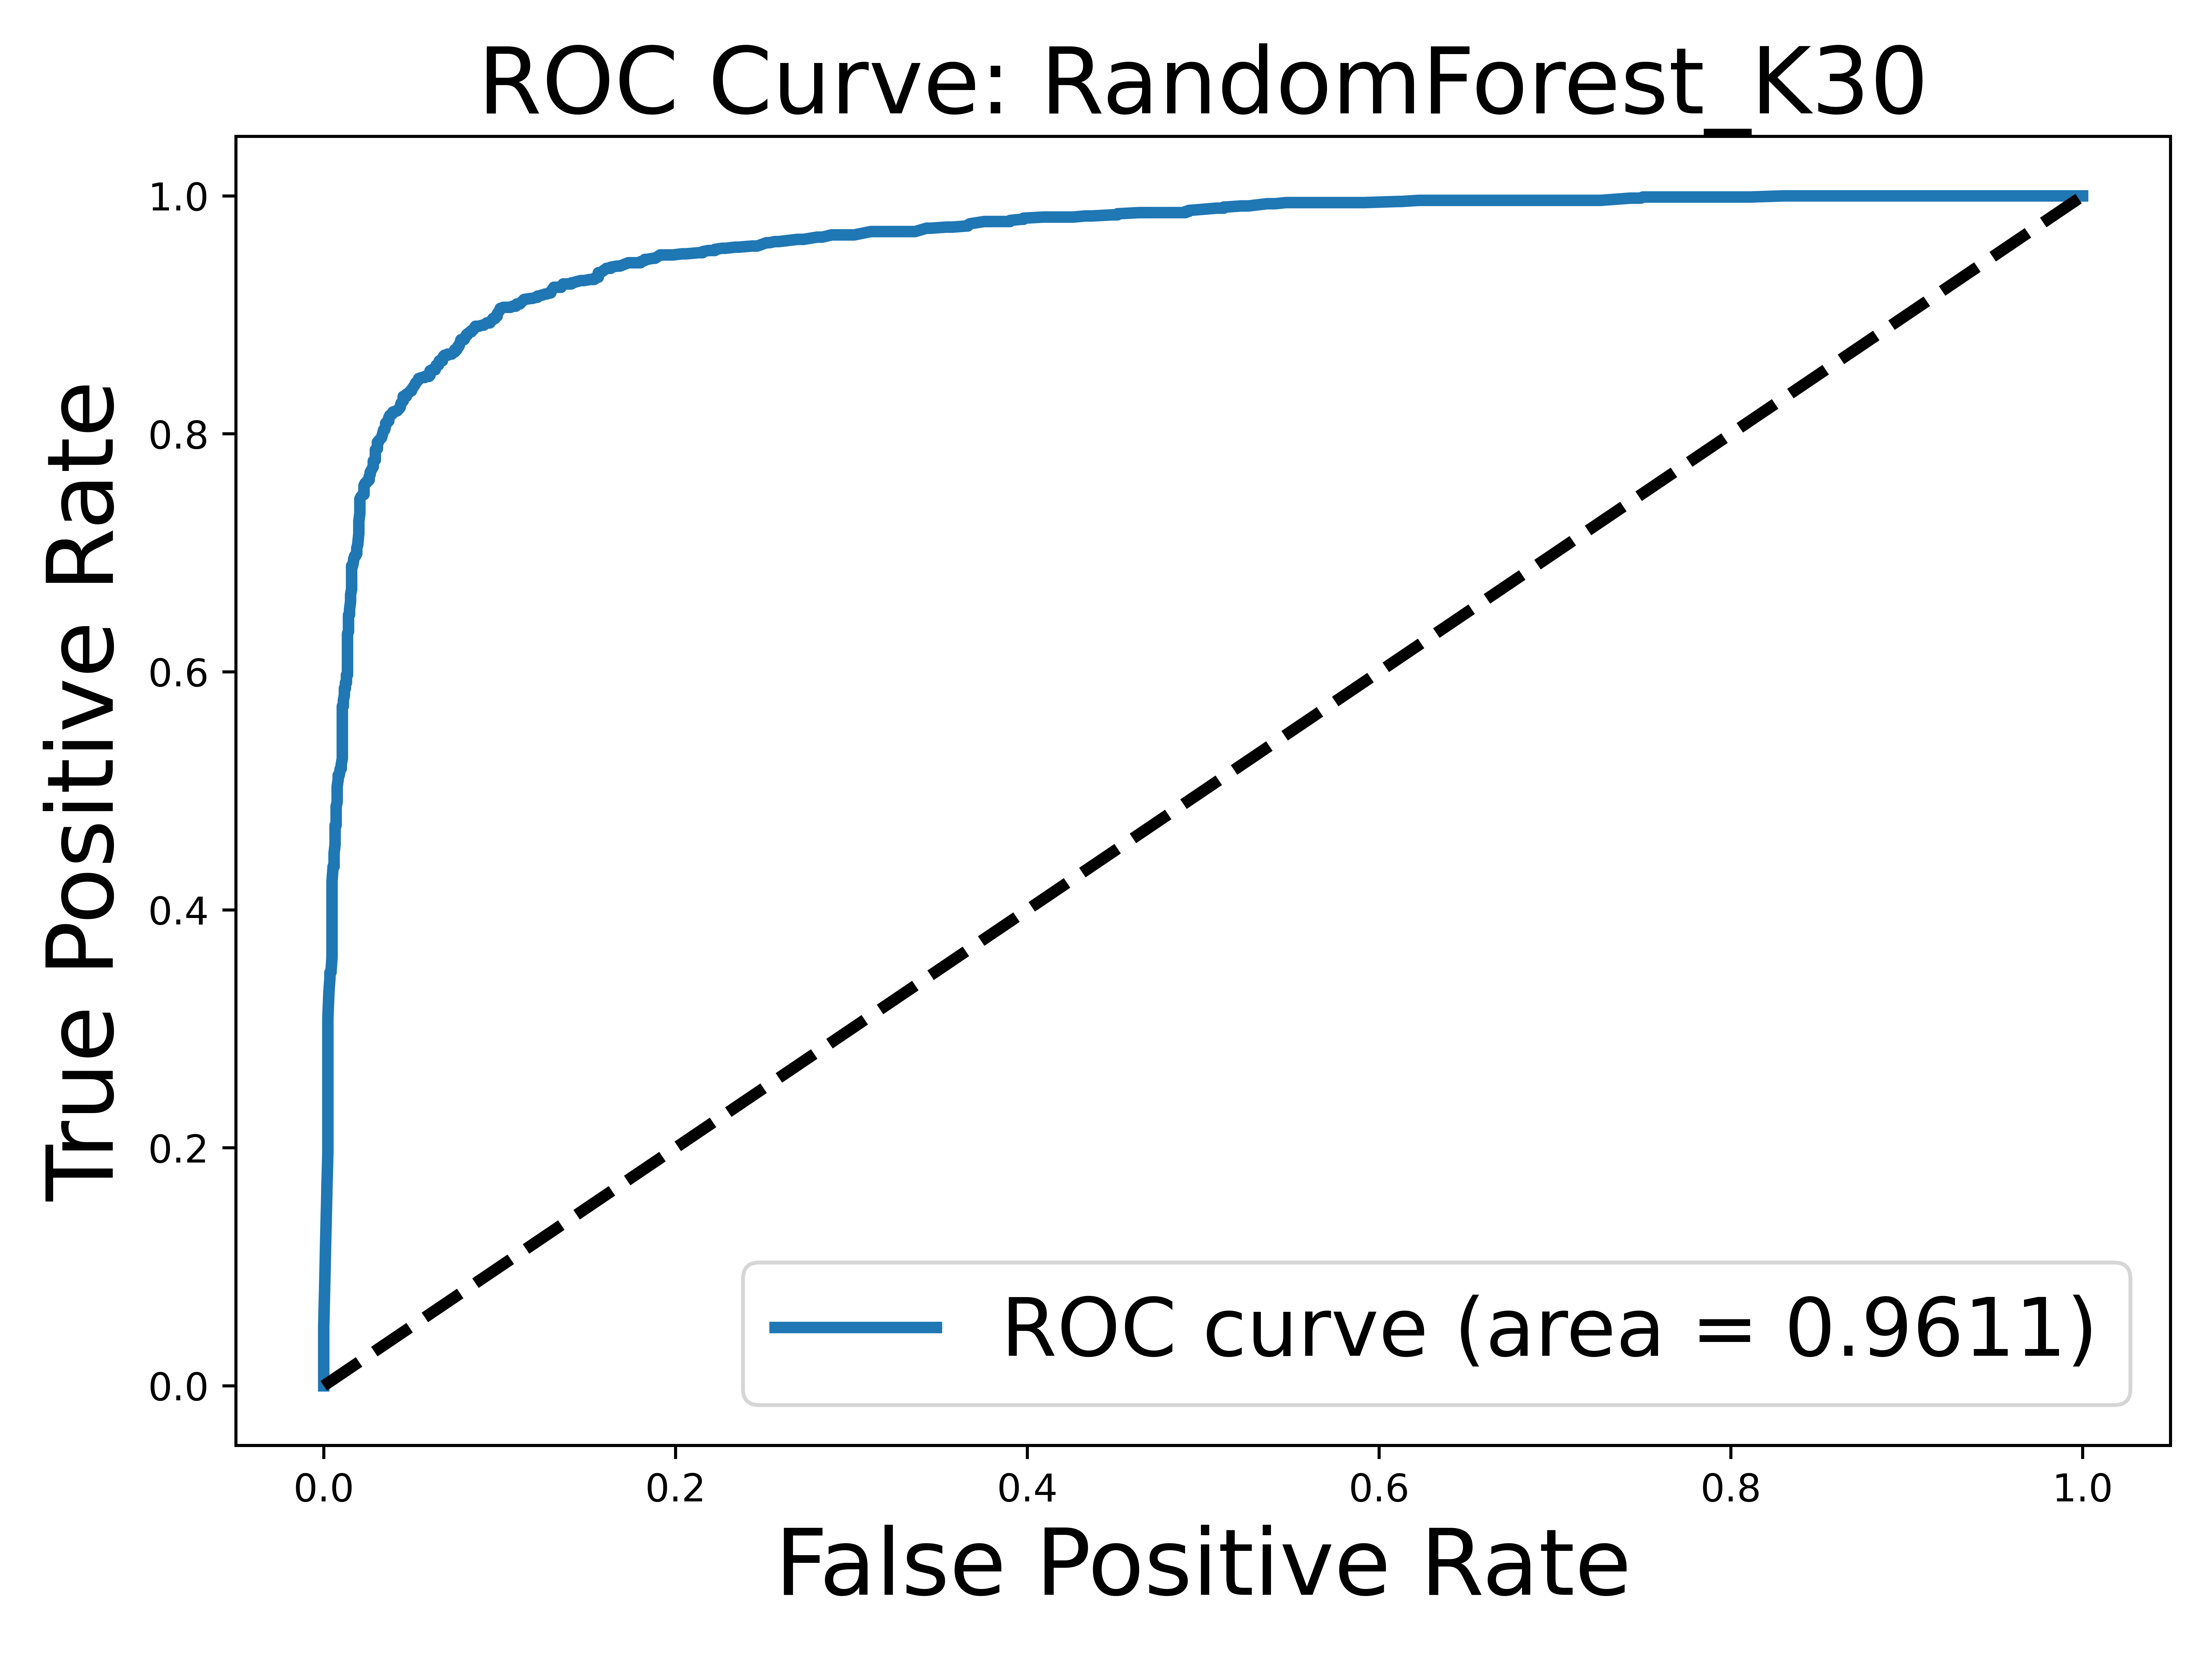 ROC Curve: RandomForest_K30
True Positive Rate
1.0
0.8
0.6
0.4
0.2
0.0
ROC curve (area = 0.9611)
0.0 0.2 0.4 0.6 0.8 1.0
False Positive Rate